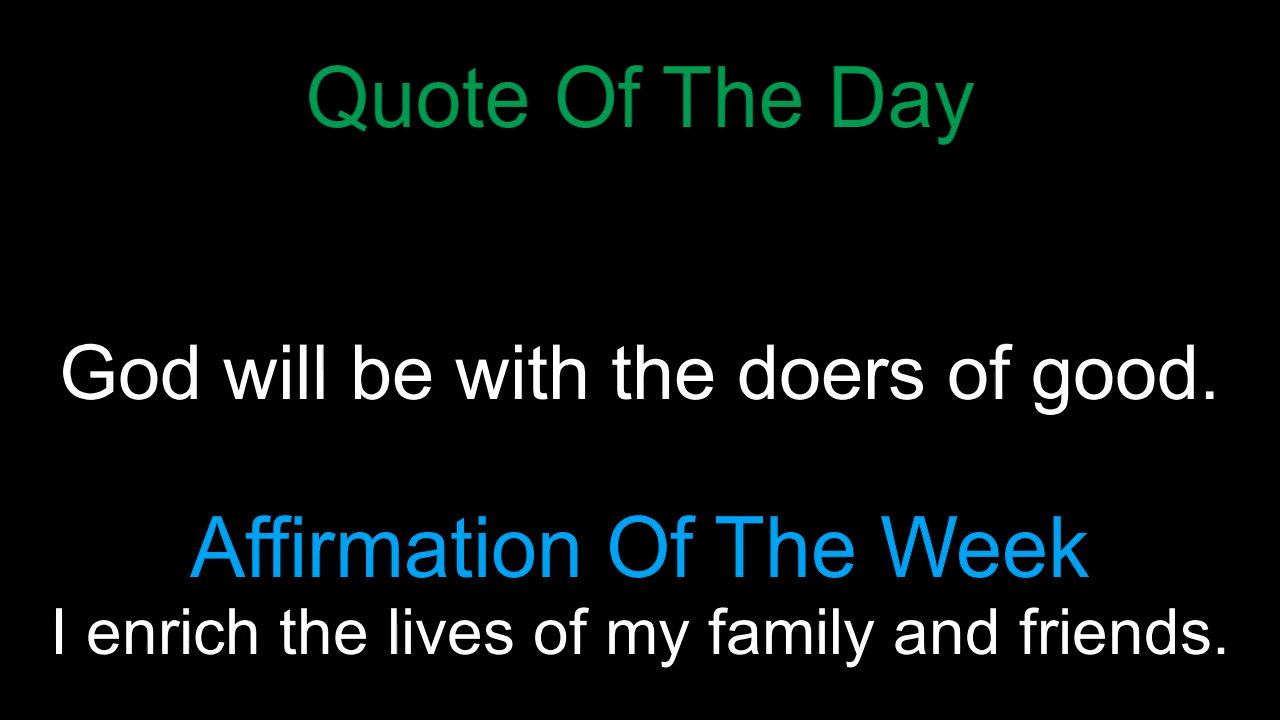 Quote Of The Day
God will be with the doers of good.
Affirmation Of The Week
I enrich the lives of my family and friends.